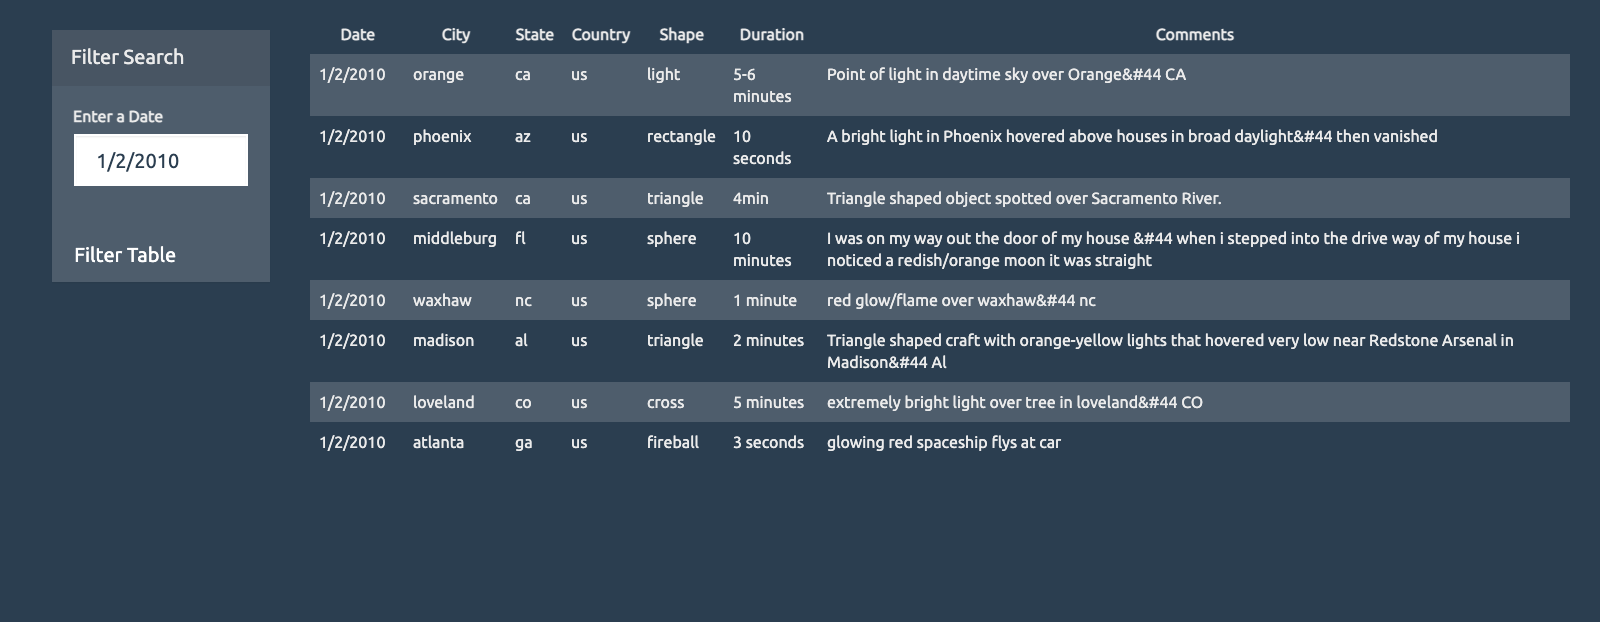 Filter Search
Enter a Date
1/2/2010
Filter Table
Date City State Country Shape Duration Comments
1/2/2010 orange ca us light 5-6 Point of light in daytime sky over Orange&#44 CA
minutes
1/2/2010 phoenix az us rectangle 10 A bright light in Phoenix hovered above houses in broad daylight&#44 then vanished
seconds
1/2/2010 sacramento ca us triangle 4min Triangle shaped object spotted over Sacramento River.
1/2/2010 middleburg fl us sphere 10 I was on my way out the door of my house &#44 when i stepped into the drive way of my house i
minutes noticed a redish/orange moon it was straight
1/2/2010 waxhaw nc us sphere 1 minute red glow/flame over waxhaw&#44 nc
1/2/2010 madison al us triangle 2 minutes Triangle shaped craft with orange-yellow lights that hovered very low near Redstone Arsenal in
Madison&#44 Al
1/2/2010 loveland co us cross 5 minutes extremely bright light over tree in loveland&#44 CO
1/2/2010 atlanta ga us fireball 3 seconds glowing red spaceship flys at car